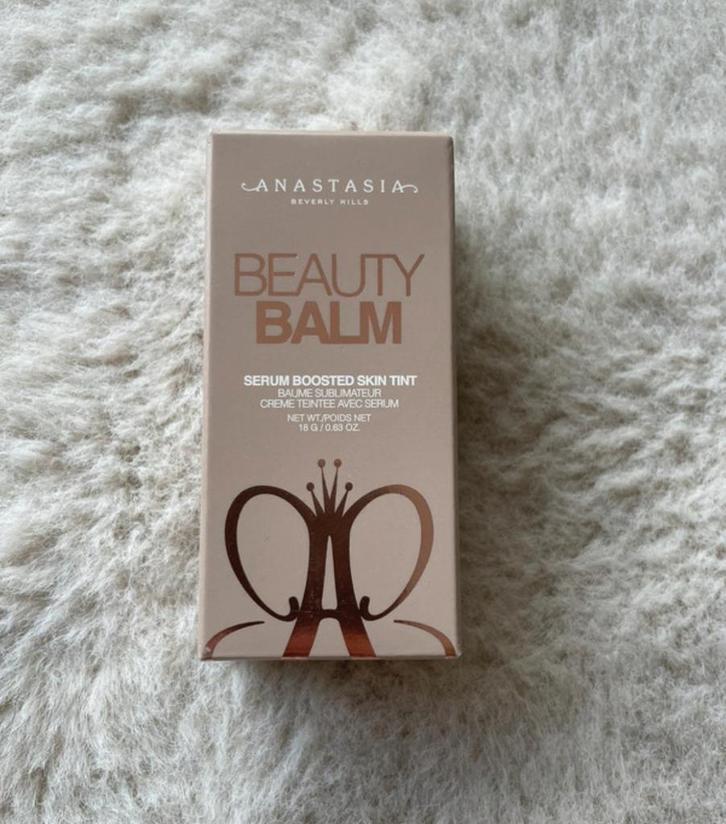 ANASTASIA
BEVERLY HILLS
BEAUTY
BALM
SERUM BOOSTED SKIN TINT
BAUME SUBLIMATEUR
CREME TEINTEE AVEC SERUM
NET WT./POIDS NET
18 G / 0.63 OZ.